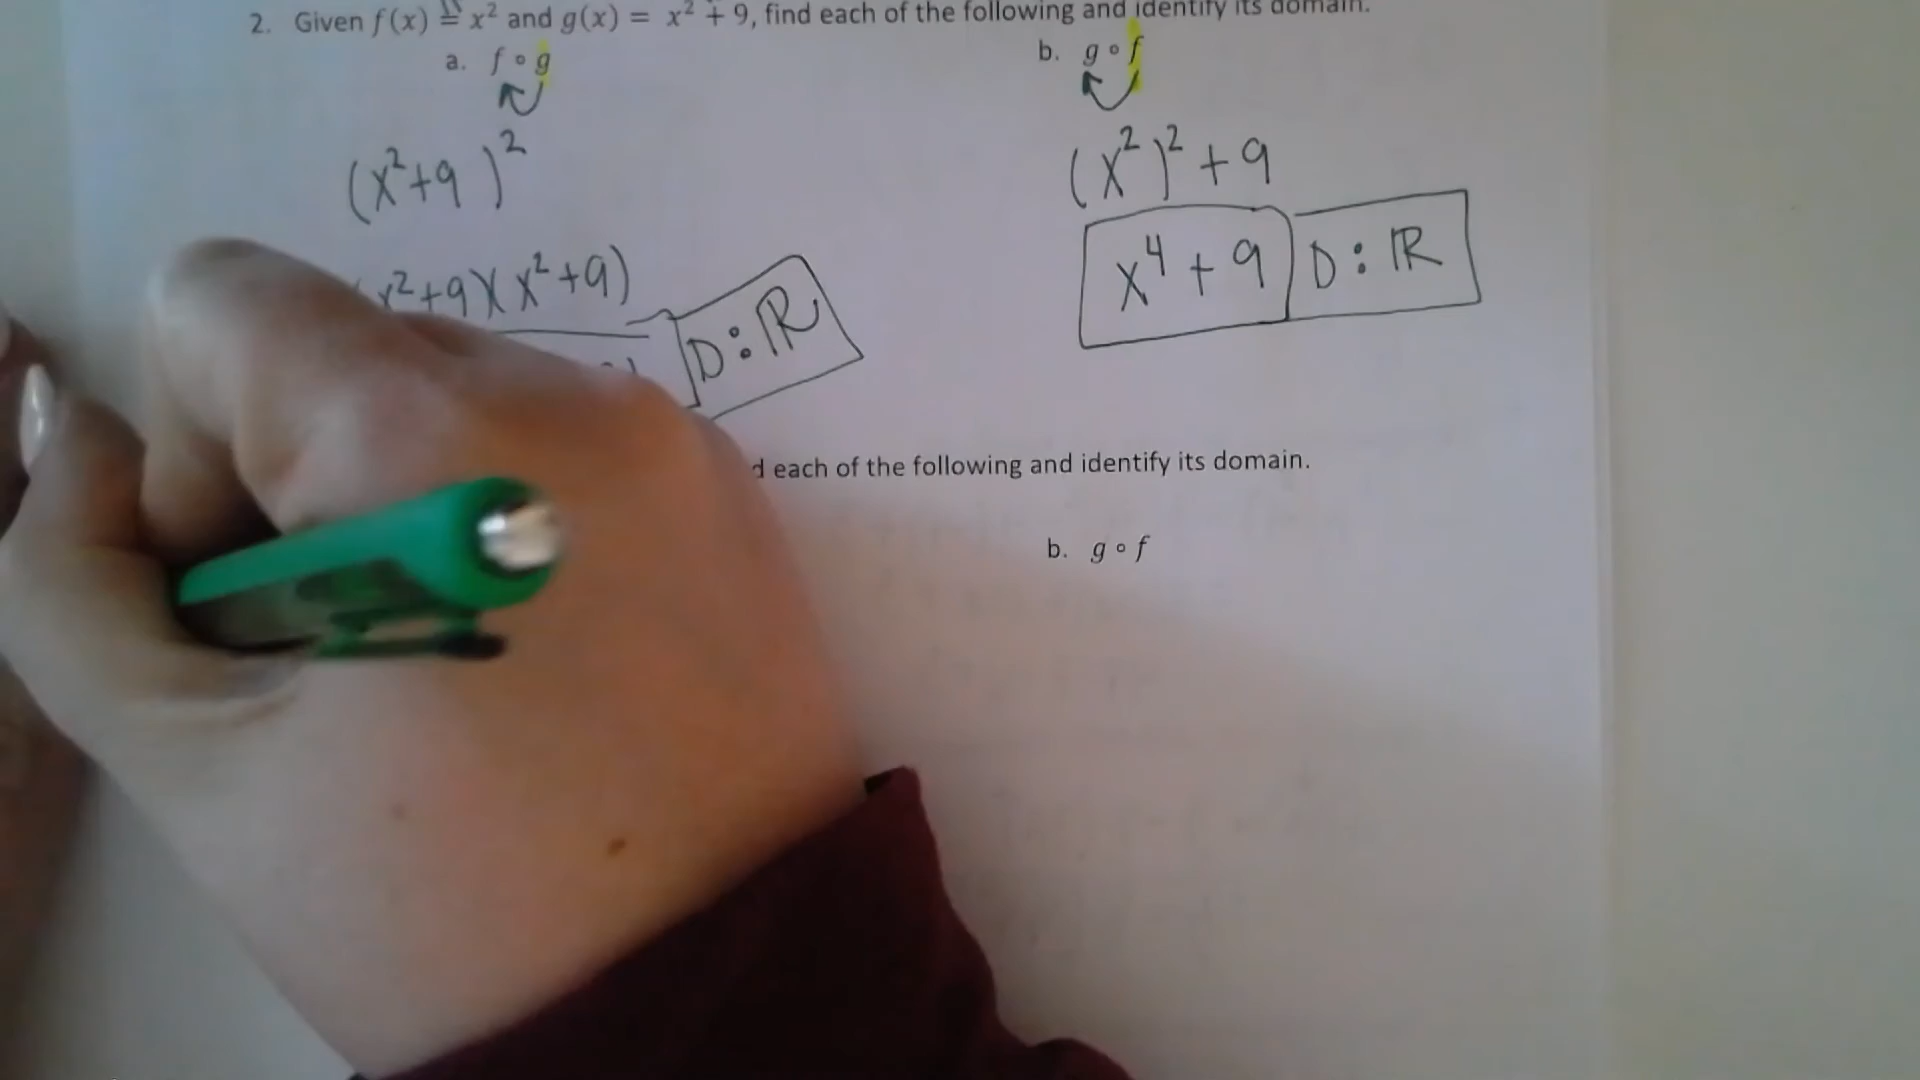 2. Given f(x) = x² and g(x) = x² + 9, find each of the following and identify its domain.
a. f ∘ g
b. g ∘ f
(x²+9 )²
(x²)² + 9
x²+9)(x²+9)
D: ℝ
x⁴ + 9
D: ℝ
each of the following and identify its domain.
b. g ∘ f